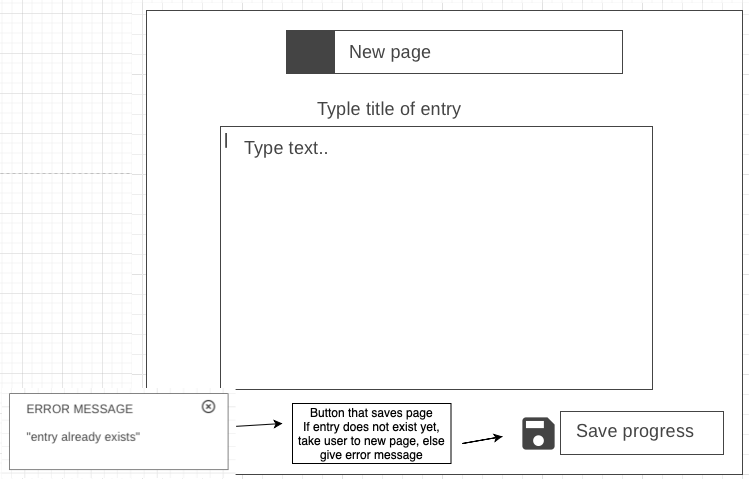 New page
Typle title of entry
Type text..
ERROR MESSAGE
"entry already exists"
Button that saves page
If entry does not exist yet,
take user to new page, else
give error message
Save progress